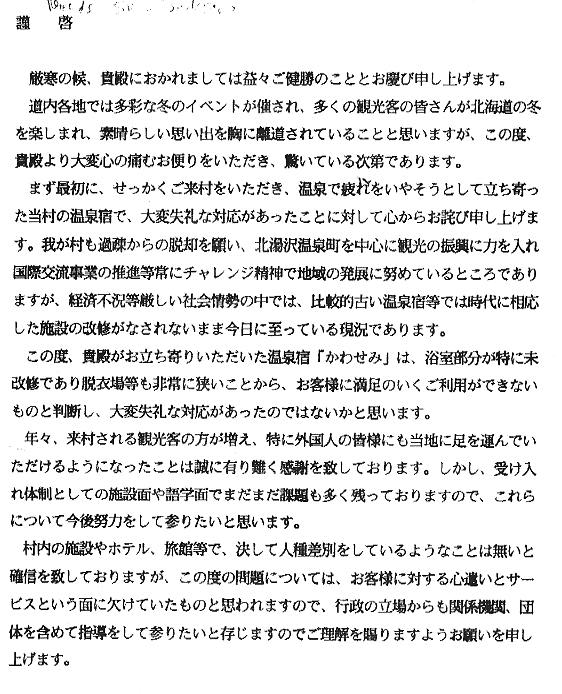 謹　啓
厳寒の候、貴殿におかれましては益々ご健勝のこととお慶び申し上げます。
道内各地では多彩な冬のイベントが催され、多くの観光客の皆さんが北海道の冬
を楽しまれ、素晴らしい思い出を胸に離道されていることと思いますが、この度、
貴殿より大変心の痛むお便りをいただき、驚いている次第であります。
まず最初に、せっかくご来村をいただき、温泉で疲れをいやそうとして立ち寄っ
た当村の温泉宿で、大変失礼な対応があったことに対して心からお詫び申し上げま
す。我が村も過疎からの脱却を願い、北湯沢温泉町を中心に観光の振興に力を入れ
国際交流事業の推進等常にチャレンジ精神で地域の発展に努めているところであり
ますが、経済不況等厳しい社会情勢の中では、比較的古い温泉宿等では時代に相応
した施設の改修がなされないまま今日に至っている現況であります。
この度、貴殿がお立ち寄りいただいた温泉宿「かわせみ」は、浴室部分が特に未
改修であり脱衣場等も非常に狭いことから、お客様に満足のいくご利用ができない
ものと判断し、大変失礼な対応があったのではないかと思います。
年々、来村される観光客の方が増え、特に外国人の皆様にも当地に足を運んでい
ただけるようになったことは誠に有り難く感謝を致しております。しかし、受け入
れ体制としての施設面や語学面でまだまだ課題も多く残っておりますので、これら
について今後努力をして参りたいと思います。
村内の施設やホテル、旅館等で、決して人種差別をしているようなことは無いと
確信を致しておりますが、この度の問題については、お客様に対する心遣いとサー
ビスという面に欠けていたものと思われますので、行政の立場からも関係機関、団
体を含めて指導をして参りたいと存じますのでご理解を賜りますようお願いを申し
上げます。